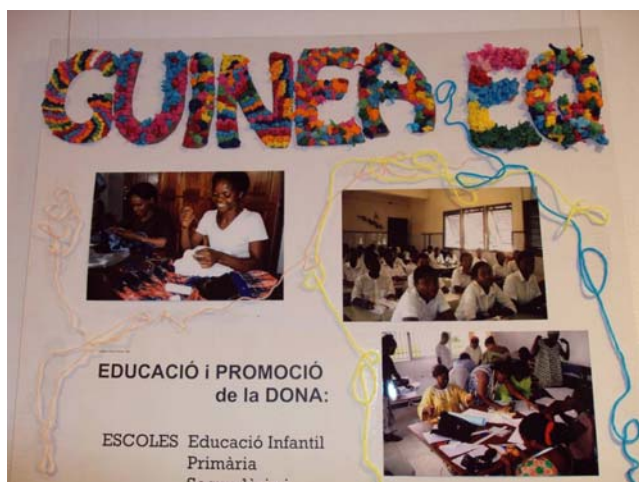 GUINEA EQ
EDUCACIÓ i PROMOCIÓ
de la DONA:
ESCOLES Educació Infantil
Primària